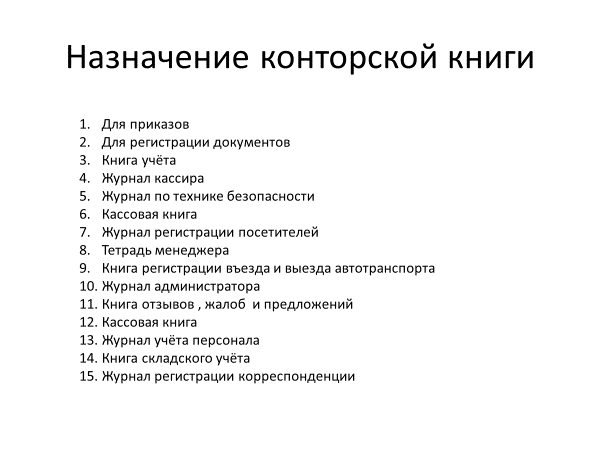 Назначение конторской книги
1. Для приказов
2. Для регистрации документов
3. Книга учёта
4. Журнал кассира
5. Журнал по технике безопасности
6. Кассовая книга
7. Журнал регистрации посетителей
8. Тетрадь менеджера
9. Книга регистрации въезда и выезда автотранспорта
10. Журнал администратора
11. Книга отзывов , жалоб  и предложений
12. Кассовая книга
13. Журнал учёта персонала
14. Книга складского учёта
15. Журнал регистрации корреспонденции